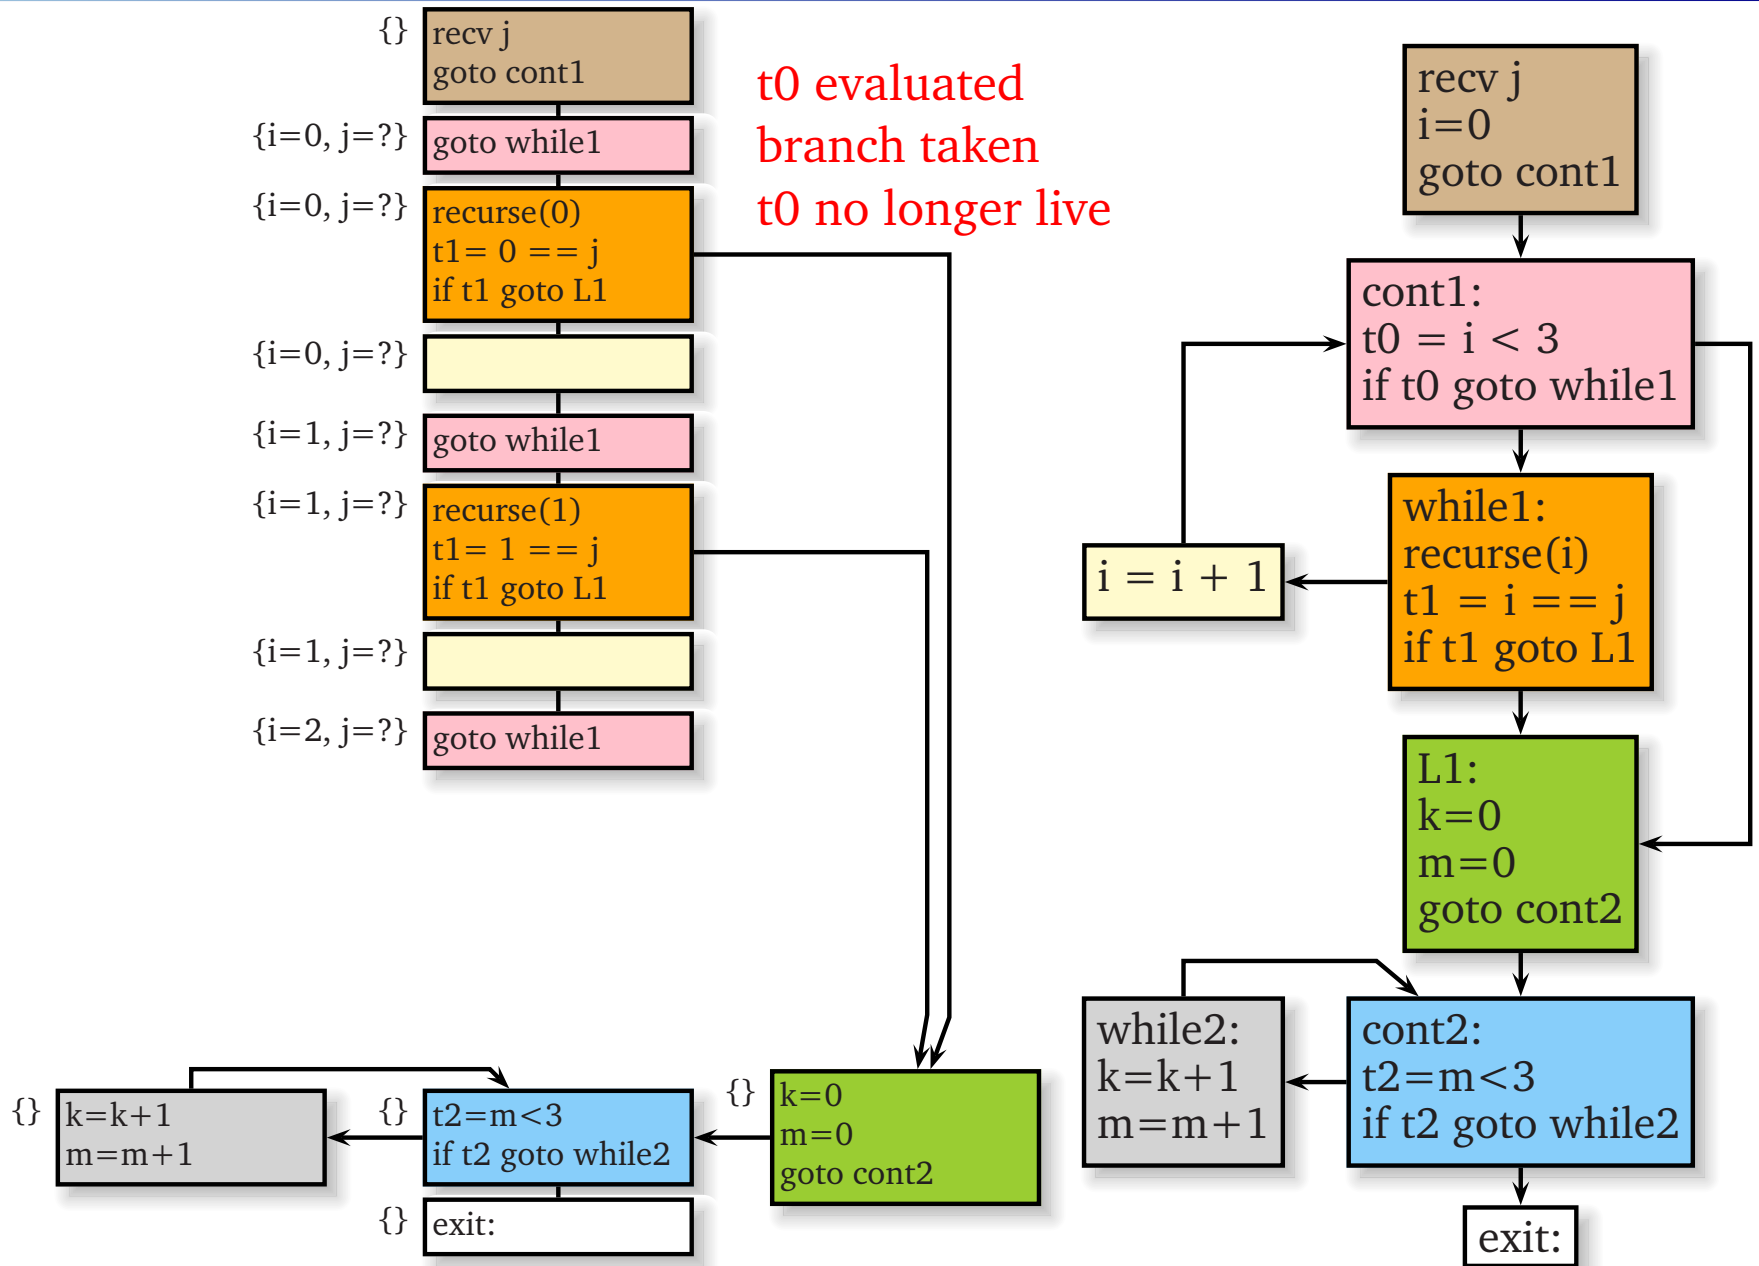 {}
recv j
goto cont1
{i=0, j=?}
goto while1
{i=0, j=?}
recurse(0)
t1= 0 == j
if t1 goto L1
{i=0, j=?}
{i=1, j=?}
goto while1
{i=1, j=?}
recurse(1)
t1= 1 == j
if t1 goto L1
{i=1, j=?}
{i=2, j=?}
goto while1
{}
k=k+1
m=m+1
{}
t2=m<3
if t2 goto while2
{}
k=0
m=0
goto cont2
{}
exit:
t0 evaluated
branch taken
t0 no longer live
recv j
i=0
goto cont1
cont1:
t0 = i < 3
if t0 goto while1
while1:
recurse(i)
t1 = i == j
if t1 goto L1
i = i + 1
L1:
k=0
m=0
goto cont2
while2:
k=k+1
m=m+1
cont2:
t2=m<3
if t2 goto while2
exit: